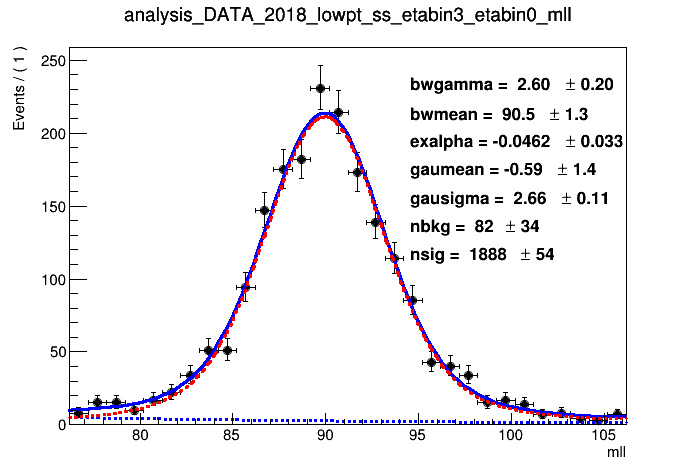 analysis_DATA_2018_lowpt_ss_etabin3_etabin0_mll
Events / ( 1 )
250
200
150
100
50
0
bwgamma = 2.60 ± 0.20
bwmean = 90.5 ± 1.3
exalpha = -0.0462 ± 0.033
gaumean = -0.59 ± 1.4
gausigma = 2.66 ± 0.11
nbkg = 82 ± 34
nsig = 1888 ± 54
80 85 90 95 100 105
mll